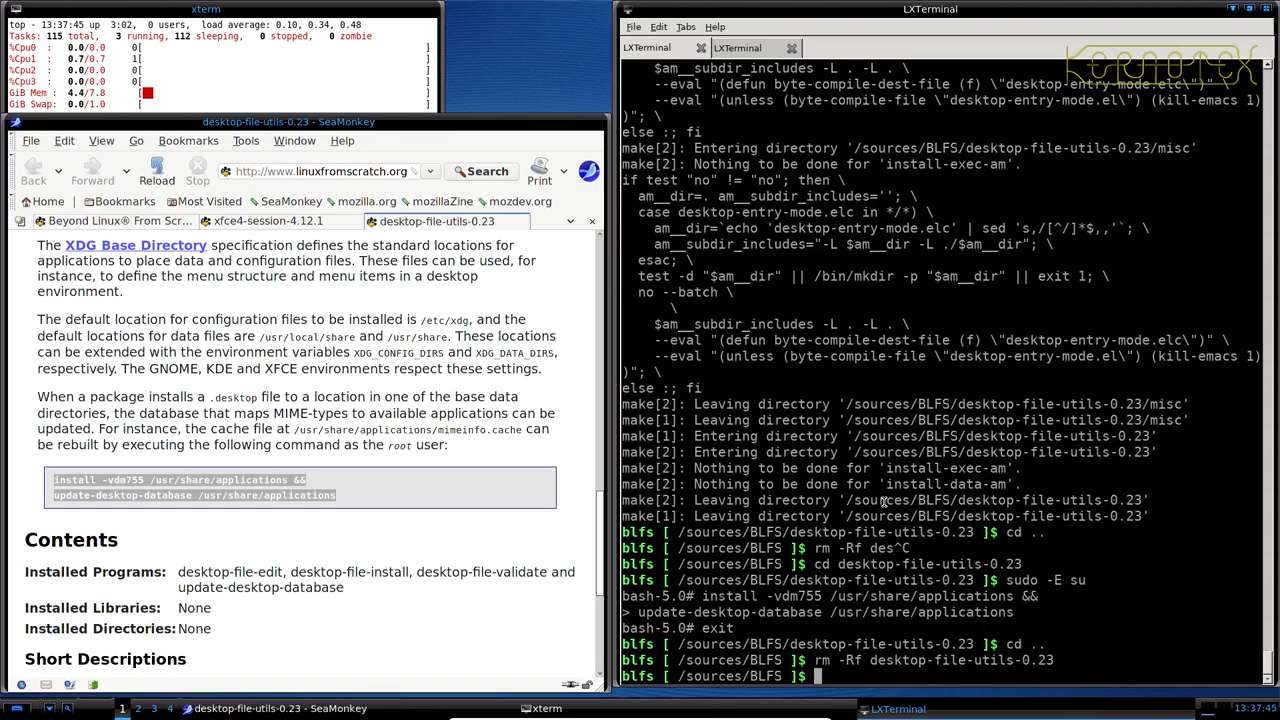 xterm
top - 13:37:45 up  3:02,  0 users,  load average: 0.10, 0.34, 0.48
Tasks: 115 total,   3 running, 112 sleeping,   0 stopped,   0 zombie
%Cpu0  :   0.0/0.0     0[                                                  ]
%Cpu1  :   0.7/0.7     1[                                                  ]
%Cpu2  :   0.0/0.0     0[                                                  ]
%Cpu3  :   0.0/0.0     0[                                                  ]
GiB Mem :  4.4/7.8      [                                                  ]
GiB Swap:  0.0/1.0      [                                                  ]
desktop-file-utils-0.23 - SeaMonkey
File Edit View Go Bookmarks Tools Window Help
Back Forward Reload Stop http://www.linuxfromscratch.org Search Print
Home Bookmarks Most Visited SeaMonkey mozilla.org mozillaZine mozdev.org
Beyond Linux® From Scr... xfce4-session-4.12.1 desktop-file-utils-0.23
The XDG Base Directory specification defines the standard locations for
applications to place data and configuration files. These files can be used, for
instance, to define the menu structure and menu items in a desktop
environment.
The default location for configuration files to be installed is /etc/xdg, and the
default locations for data files are /usr/local/share and /usr/share. These locations
can be extended with the environment variables XDG_CONFIG_DIRS and XDG_DATA_DIRS,
respectively. The GNOME, KDE and XFCE environments respect these settings.
When a package installs a .desktop file to a location in one of the base data
directories, the database that maps MIME-types to available applications can be
updated. For instance, the cache file at /usr/share/applications/mimeinfo.cache can
be rebuilt by executing the following command as the root user:
install -vdm755 /usr/share/applications &&
update-desktop-database /usr/share/applications
Contents
Installed Programs: desktop-file-edit, desktop-file-install, desktop-file-validate and
update-desktop-database
Installed Libraries: None
Installed Directories: None
Short Descriptions
LXTerminal
File Edit Tabs Help
LXTerminal LXTerminal
KERNOTEX
$am__subdir_includes -L . -L . \
--eval "(defun byte-compile-dest-file (f) \"desktop-entry-mode.elc\")" \
--eval "(unless (byte-compile-file \"desktop-entry-mode.el\") (kill-emacs 1)
)"; \
else :; fi
make[2]: Entering directory '/sources/BLFS/desktop-file-utils-0.23/misc'
make[2]: Nothing to be done for 'install-exec-am'.
if test "no" != "no"; then \
am__dir=. am__subdir_includes=''; \
case desktop-entry-mode.elc in */*) \
am__dir=`echo 'desktop-entry-mode.elc' | sed 's,/[^/]*$,,'`; \
am__subdir_includes="-L $am__dir -L ./$am__dir"; \
esac; \
test -d "$am__dir" || /bin/mkdir -p "$am__dir" || exit 1; \
no --batch \
\
$am__subdir_includes -L . -L . \
--eval "(defun byte-compile-dest-file (f) \"desktop-entry-mode.elc\")" \
--eval "(unless (byte-compile-file \"desktop-entry-mode.el\") (kill-emacs 1)
)"; \
else :; fi
make[2]: Leaving directory '/sources/BLFS/desktop-file-utils-0.23/misc'
make[1]: Leaving directory '/sources/BLFS/desktop-file-utils-0.23/misc'
make[1]: Entering directory '/sources/BLFS/desktop-file-utils-0.23'
make[2]: Entering directory '/sources/BLFS/desktop-file-utils-0.23'
make[2]: Nothing to be done for 'install-exec-am'.
make[2]: Nothing to be done for 'install-data-am'.
make[2]: Leaving directory '/sources/BLFS/desktop-file-utils-0.23'
make[1]: Leaving directory '/sources/BLFS/desktop-file-utils-0.23'
blfs [ /sources/BLFS/desktop-file-utils-0.23 ]$ cd ..
blfs [ /sources/BLFS ]$ rm -Rf des^C
blfs [ /sources/BLFS ]$ cd desktop-file-utils-0.23
blfs [ /sources/BLFS/desktop-file-utils-0.23 ]$ sudo -E su
bash-5.0# install -vdm755 /usr/share/applications &&
> update-desktop-database /usr/share/applications
bash-5.0# exit
blfs [ /sources/BLFS/desktop-file-utils-0.23 ]$ cd ..
blfs [ /sources/BLFS ]$ rm -Rf desktop-file-utils-0.23
blfs [ /sources/BLFS ]$
1 2 3 4 desktop-file-utils-0.23 - SeaMonkey xterm LXTerminal 13:37:45